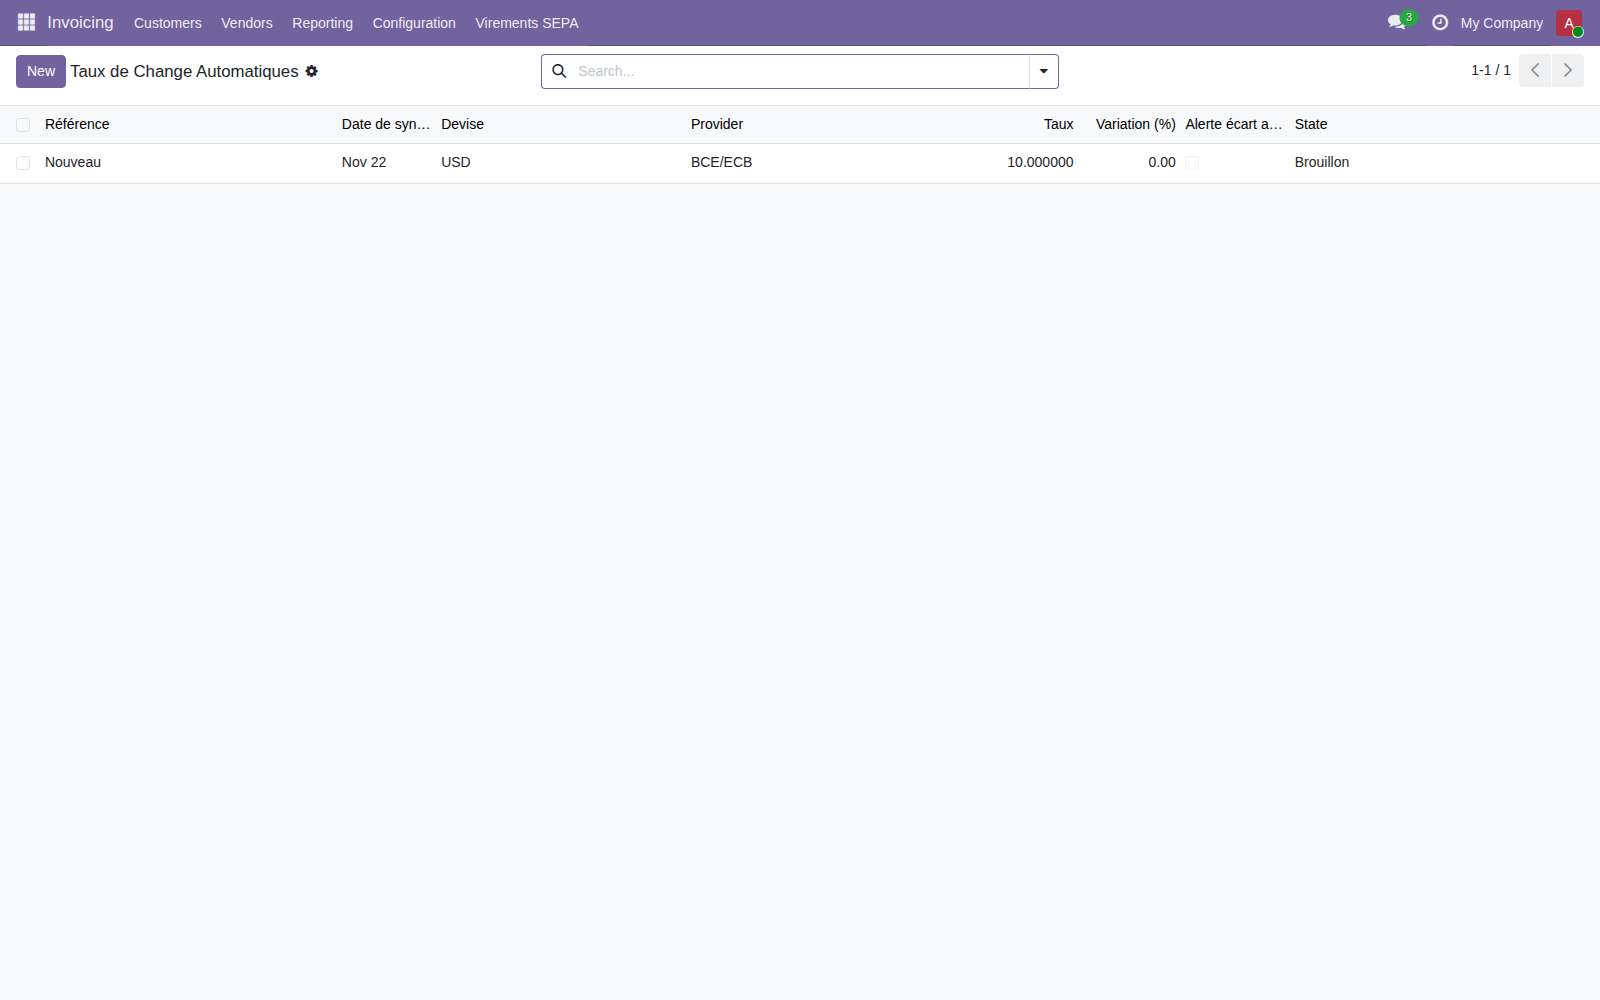 Invoicing Customers Vendors Reporting Configuration Virements SEPA 3 My Company A
New Taux de Change Automatiques Search... 1-1 / 1
Référence Date de syn… Devise Provider Taux Variation (%) Alerte écart a… State
Nouveau Nov 22 USD BCE/ECB 10.000000 0.00 Brouillon